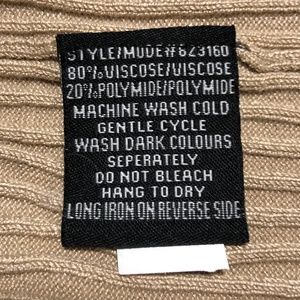 STYLE/MODE#623160
80%VISCOSE/VISCOSE
20%POLYMIDE/POLYMIDE
MACHINE WASH COLD
GENTLE CYCLE
WASH DARK COLOURS
SEPERATELY
DO NOT BLEACH
HANG TO DRY
LONG IRON ON REVERSE SIDE